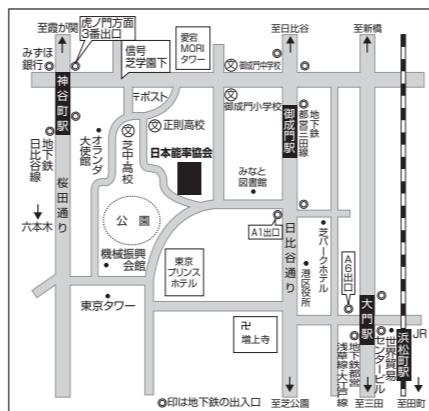 至霞が関
虎ノ門方面
3番出口
みずほ
銀行
信号
芝学園下
愛宕
MORI
タワー
至日比谷
至新橋
文御成門中学校
神谷町駅
〒ポスト
文正則高校
御成門小学校
文
御成門駅
地下鉄
都営三田線
地下鉄
日比谷線
オランダ
大使館
文
芝中・高校
日本能率協会
みなと
図書館
桜田通り
六本木
公園
A1出口
日比谷通り
芝パークホテル
港区役所
A6出口
機械振興
会館
東京
プリンス
ホテル
大門駅
東京タワー
卍
増上寺
地下鉄都営
浅草線・大江戸線
世界貿易
センタービル
浜松町駅
JR
◎印は地下鉄の出入口
至芝公園
至三田
至田町